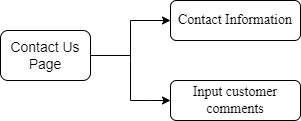 Contact Us
Page
Contact Information
Input customer
comments